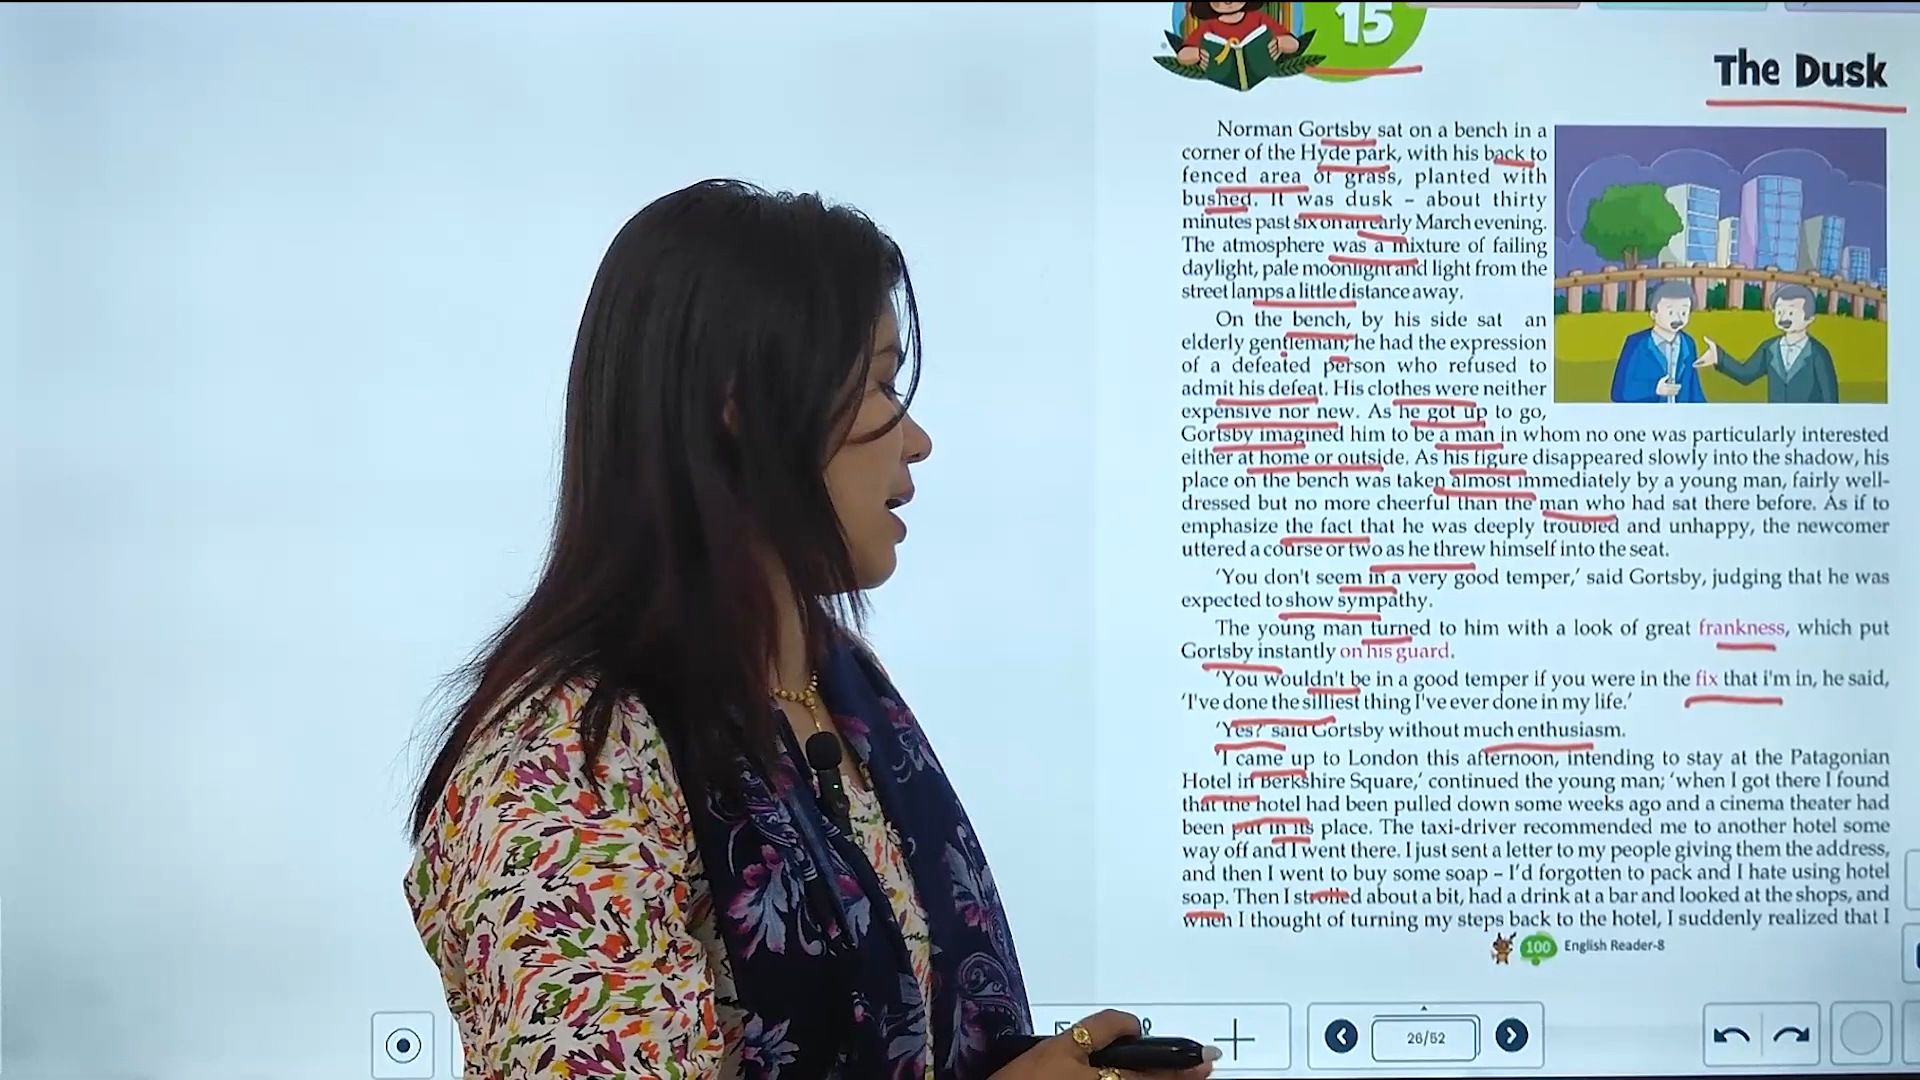 15
The Dusk
Norman Gortsby sat on a bench in a
corner of the Hyde park, with his back to
fenced area of grass, planted with
bushed. It was dusk – about thirty
minutes past six on an early March evening.
The atmosphere was a mixture of failing
daylight, pale moonlight and light from the
street lamps a little distance away.
On the bench, by his side sat an
elderly gentleman; he had the expression
of a defeated person who refused to
admit his defeat. His clothes were neither
expensive nor new. As he got up to go,
Gortsby imagined him to be a man in whom no one was particularly interested
either at home or outside. As his figure disappeared slowly into the shadow, his
place on the bench was taken almost immediately by a young man, fairly well-
dressed but no more cheerful than the man who had sat there before. As if to
emphasize the fact that he was deeply troubled and unhappy, the newcomer
uttered a course or two as he threw himself into the seat.
‘You don't seem in a very good temper,’ said Gortsby, judging that he was
expected to show sympathy.
The young man turned to him with a look of great frankness, which put
Gortsby instantly on his guard.
‘You wouldn't be in a good temper if you were in the fix that i'm in, he said,
‘I've done the silliest thing I've ever done in my life.’
‘Yes?’ said Gortsby without much enthusiasm.
‘I came up to London this afternoon, intending to stay at the Patagonian
Hotel in Berkshire Square,’ continued the young man; ‘when I got there I found
that the hotel had been pulled down some weeks ago and a cinema theater had
been put in its place. The taxi-driver recommended me to another hotel some
way off and I went there. I just sent a letter to my people giving them the address,
and then I went to buy some soap – I’d forgotten to pack and I hate using hotel
soap. Then I strolled about a bit, had a drink at a bar and looked at the shops, and
when I thought of turning my steps back to the hotel, I suddenly realized that I
100 English Reader-8
26/52